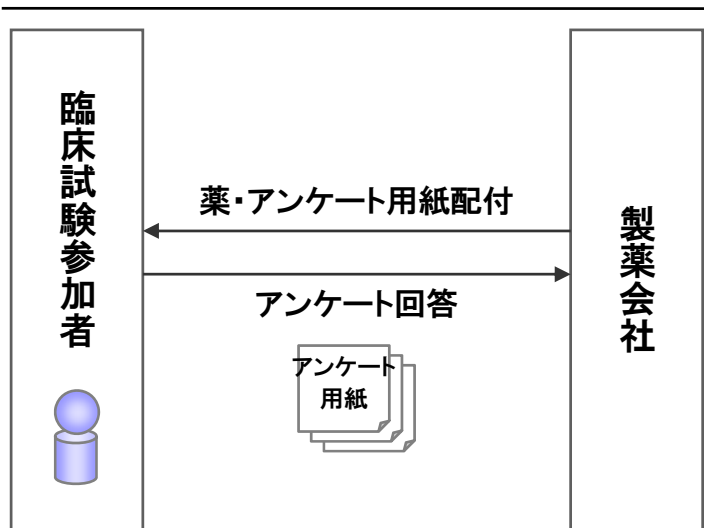 臨床試験参加者
薬・アンケート用紙配付
アンケート回答
アンケート
用紙
製薬会社